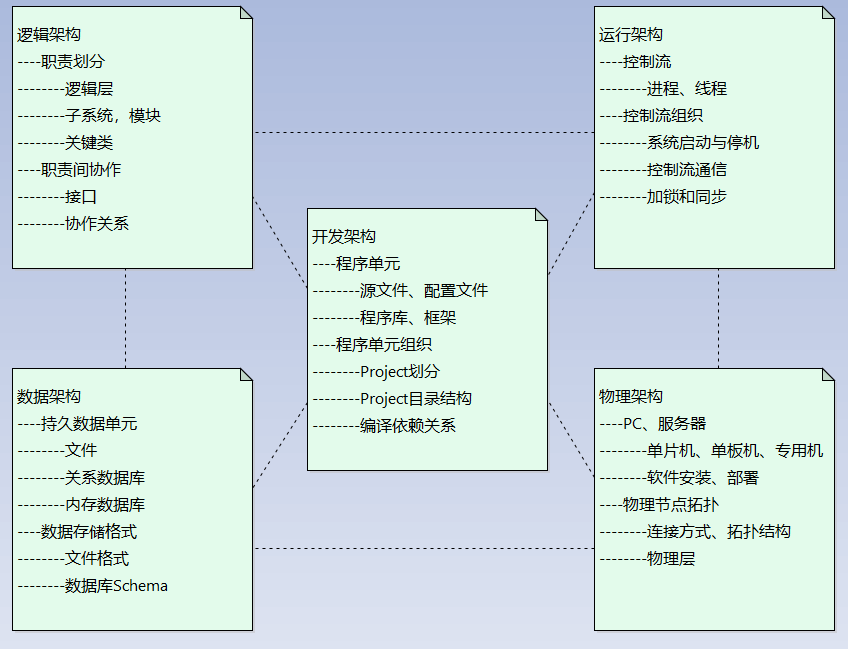 逻辑架构
----职责划分
--------逻辑层
--------子系统，模块
--------关键类
----职责间协作
--------接口
--------协作关系
运行架构
----控制流
--------进程、线程
----控制流组织
--------系统启动与停机
--------控制流通信
--------加锁和同步
开发架构
----程序单元
--------源文件、配置文件
--------程序库、框架
----程序单元组织
--------Project划分
--------Project目录结构
--------编译依赖关系
数据架构
----持久数据单元
--------文件
--------关系数据库
--------内存数据库
----数据存储格式
--------文件格式
--------数据库Schema
物理架构
----PC、服务器
--------单片机、单板机、专用机
--------软件安装、部署
----物理节点拓扑
--------连接方式、拓扑结构
--------物理层